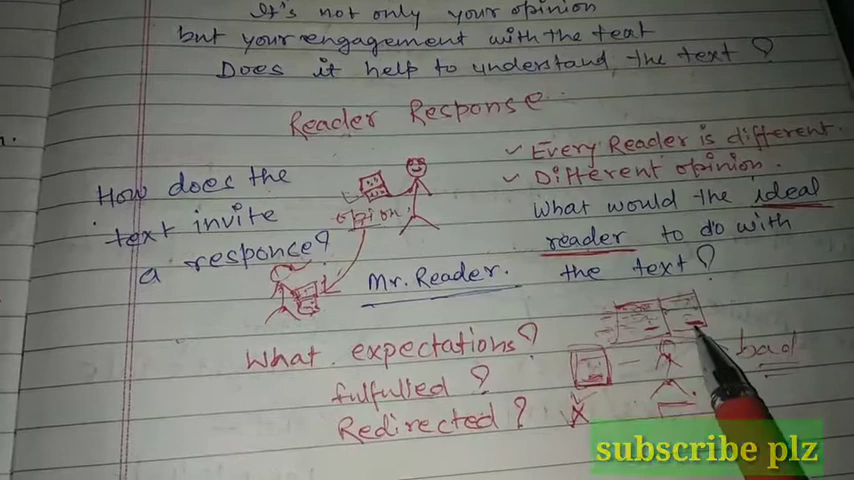 It's not only your opinion
but your engagement with the text
Does it help to understand the text?
Reader Response
✓ Every Reader is different.
✓ Different opinion.
How does the
text invite
a response?
opion
Mr. Reader.
What would the ideal
reader to do with
the text?
What expectations?
fulfulled?
Redirected?
bad
subscribe plz